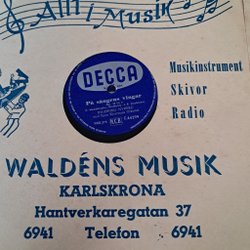 Allt i Musik
DECCA
På sångens vingar
Musikinstrument
Skivor
Radio
WALDÉNS MUSIK
KARLSKRONA
Hantverkaregatan 37
6941 Telefon 6941